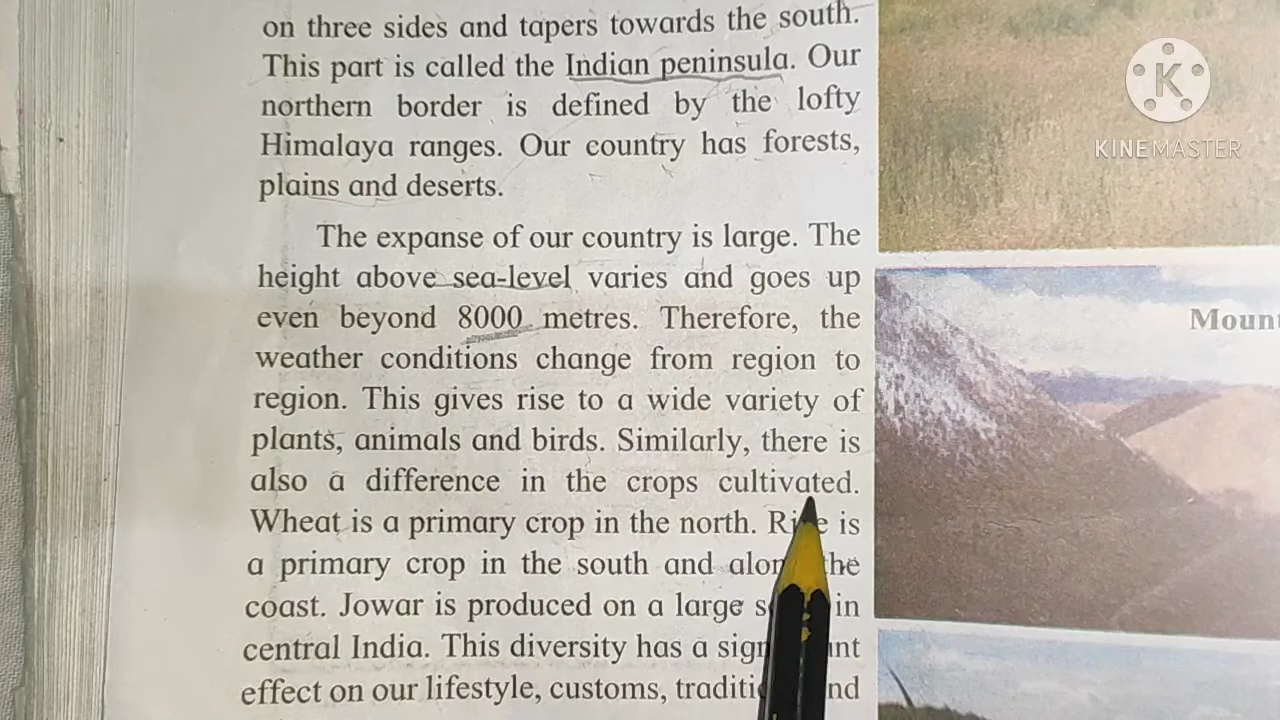 on three sides and tapers towards the south.
This part is called the Indian peninsula. Our
northern border is defined by the lofty
Himalaya ranges. Our country has forests,
plains and deserts.
The expanse of our country is large. The
height above sea-level varies and goes up
even beyond 8000 metres. Therefore, the
weather conditions change from region to
region. This gives rise to a wide variety of
plants, animals and birds. Similarly, there is
also a difference in the crops cultivated.
Wheat is a primary crop in the north. Rice is
a primary crop in the south and along the
coast. Jowar is produced on a large in
central India. This diversity has a
effect on our lifestyle, customs,
K
KINEMASTER
Mount